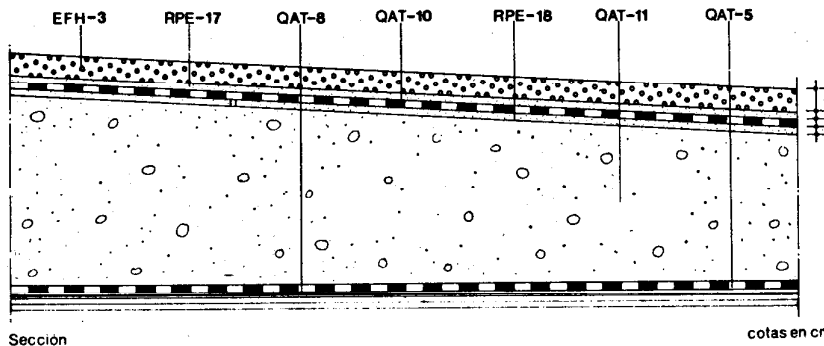 EFH-3 RPE-17 QAT-8 QAT-10 RPE-18 QAT-11 QAT-5
Sección cotas en cm